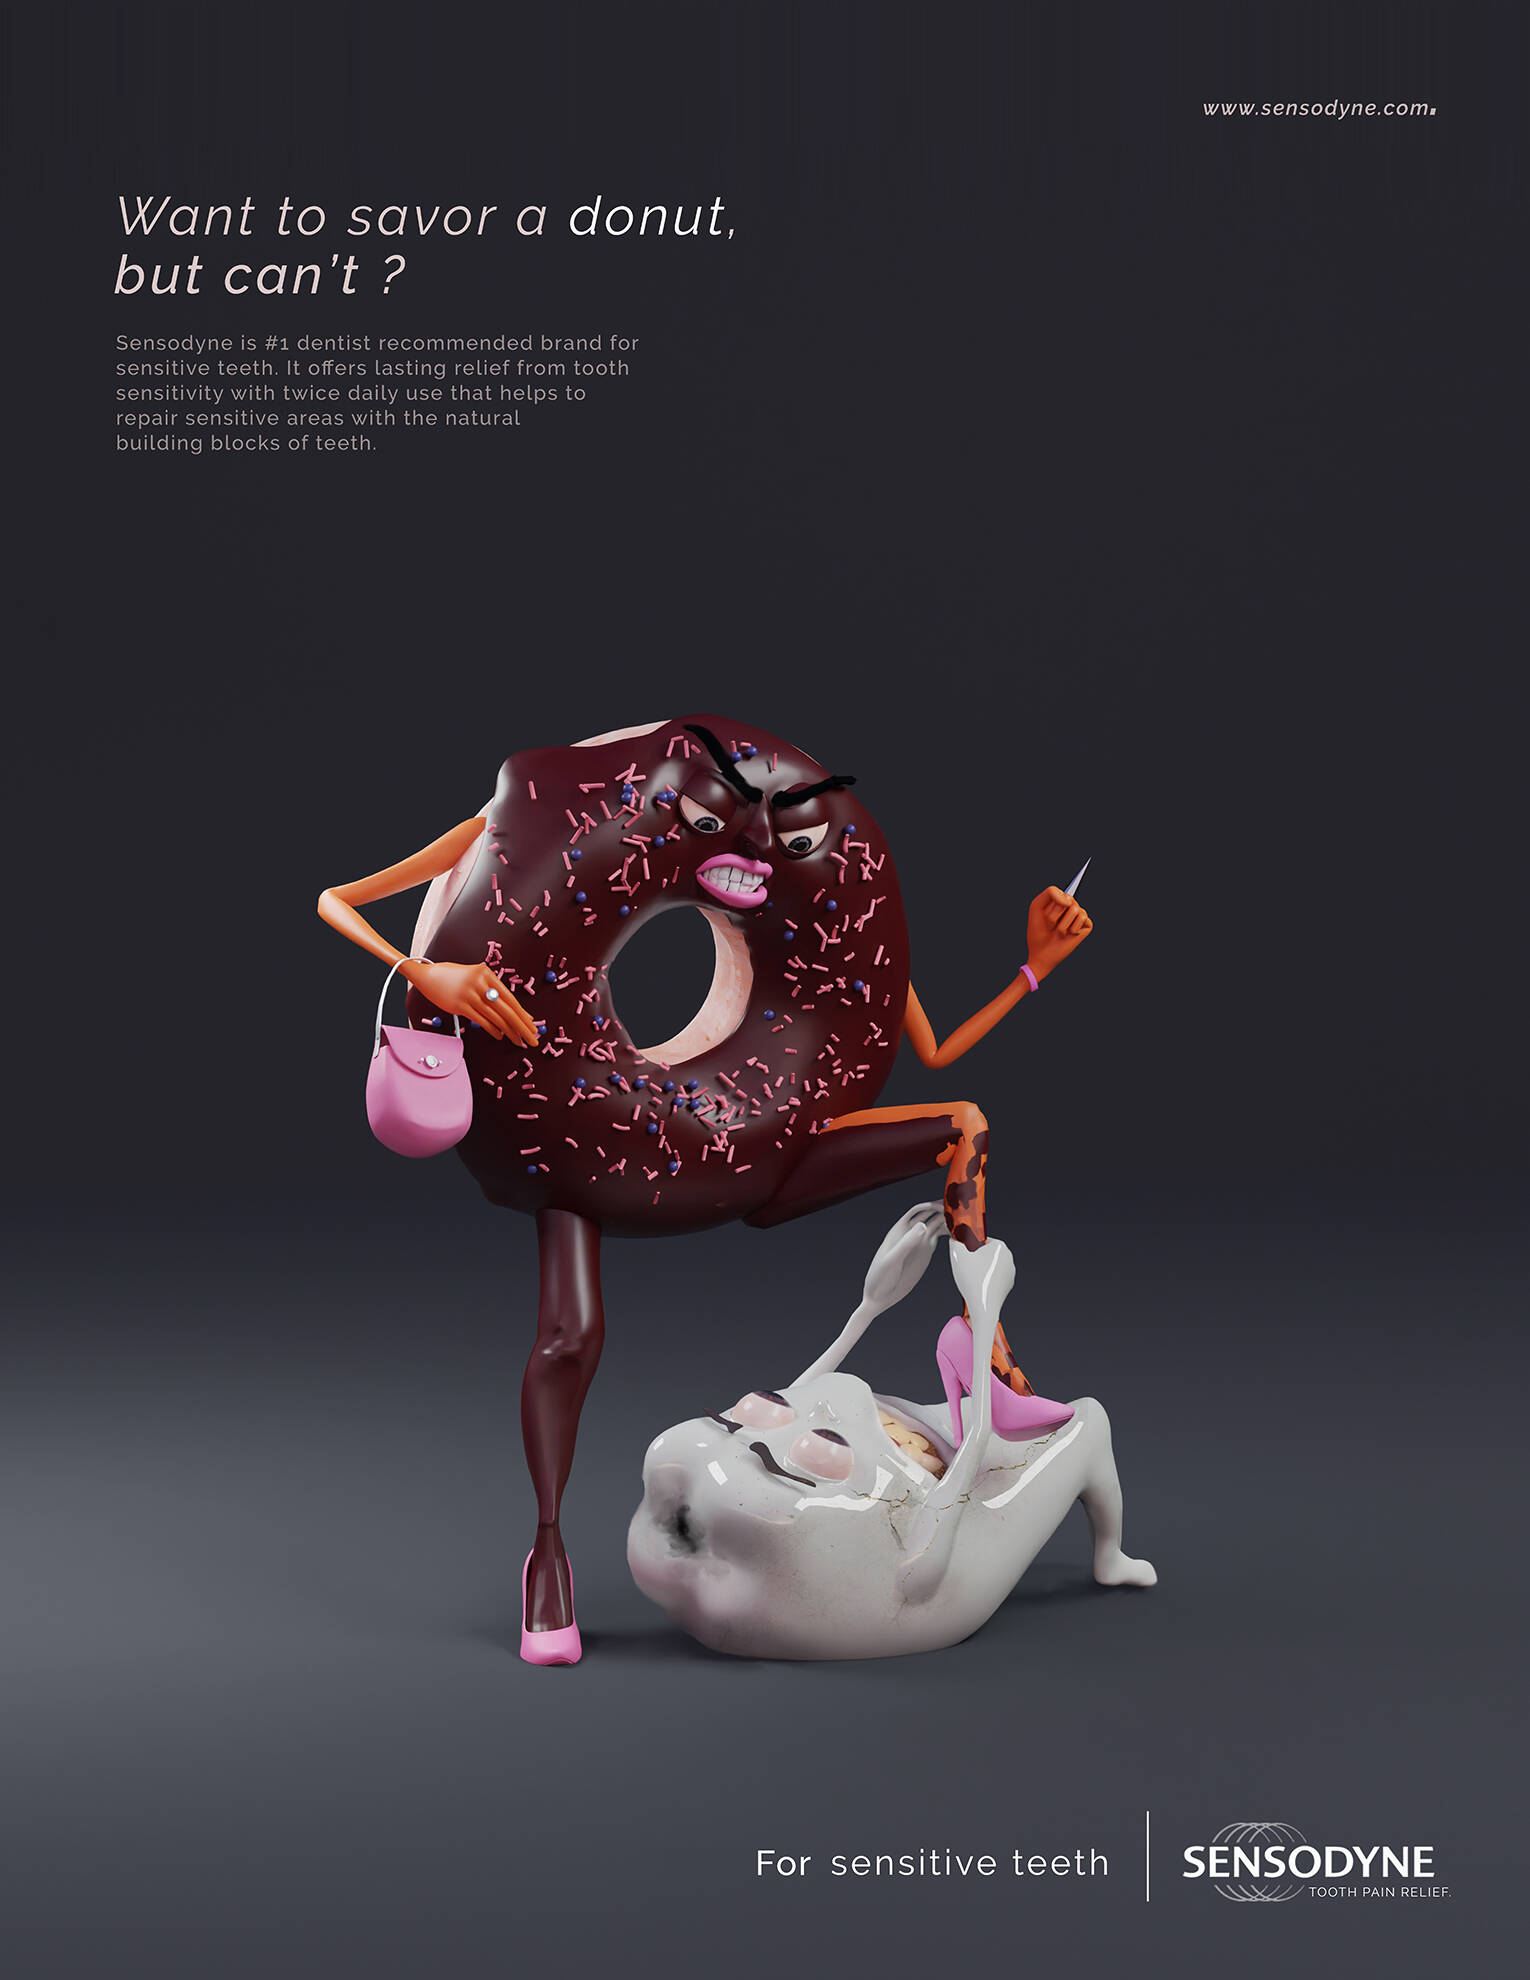 www.sensodyne.com.
Want to savor a donut,
but can't ?
Sensodyne is #1 dentist recommended brand for
sensitive teeth. It offers lasting relief from tooth
sensitivity with twice daily use that helps to
repair sensitive areas with the natural
building blocks of teeth.
For sensitive teeth
SENSODYNE
TOOTH PAIN RELIEF.